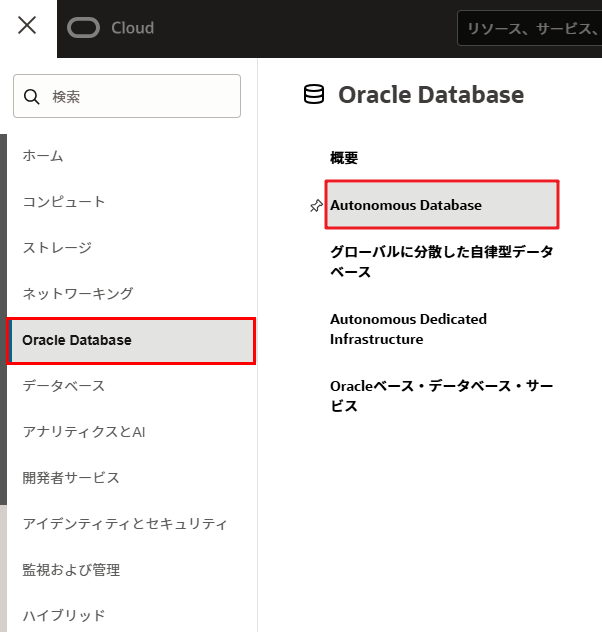 Cloud
リソース、サービス、
検索
ホーム
コンピュート
ストレージ
ネットワーキング
Oracle Database
データベース
アナリティクスとAI
開発者サービス
アイデンティティとセキュリティ
監視および管理
ハイブリッド
Oracle Database
概要
Autonomous Database
グローバルに分散した自律型データ
ベース
Autonomous Dedicated
Infrastructure
Oracleベース・データベース・サー
ビス